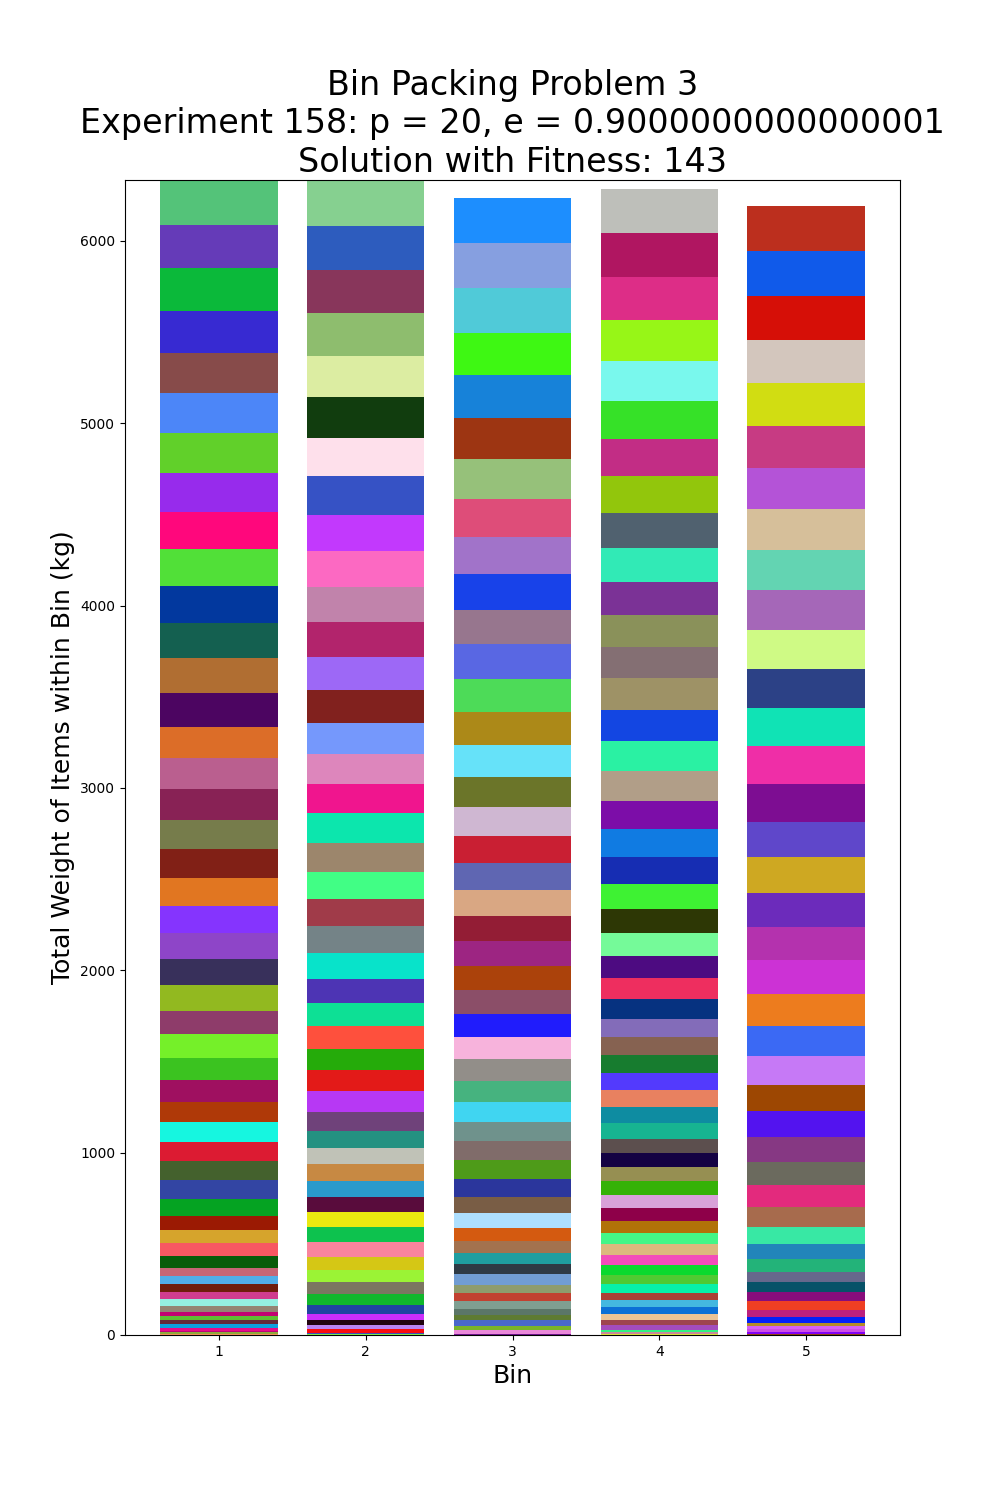 Bin Packing Problem 3
Experiment 158: p = 20, e = 0.9000000000000001
Solution with Fitness: 143
6000
5000
4000
3000
2000
1000
0
Total Weight of Items within Bin (kg)
1 2 3 4 5
Bin